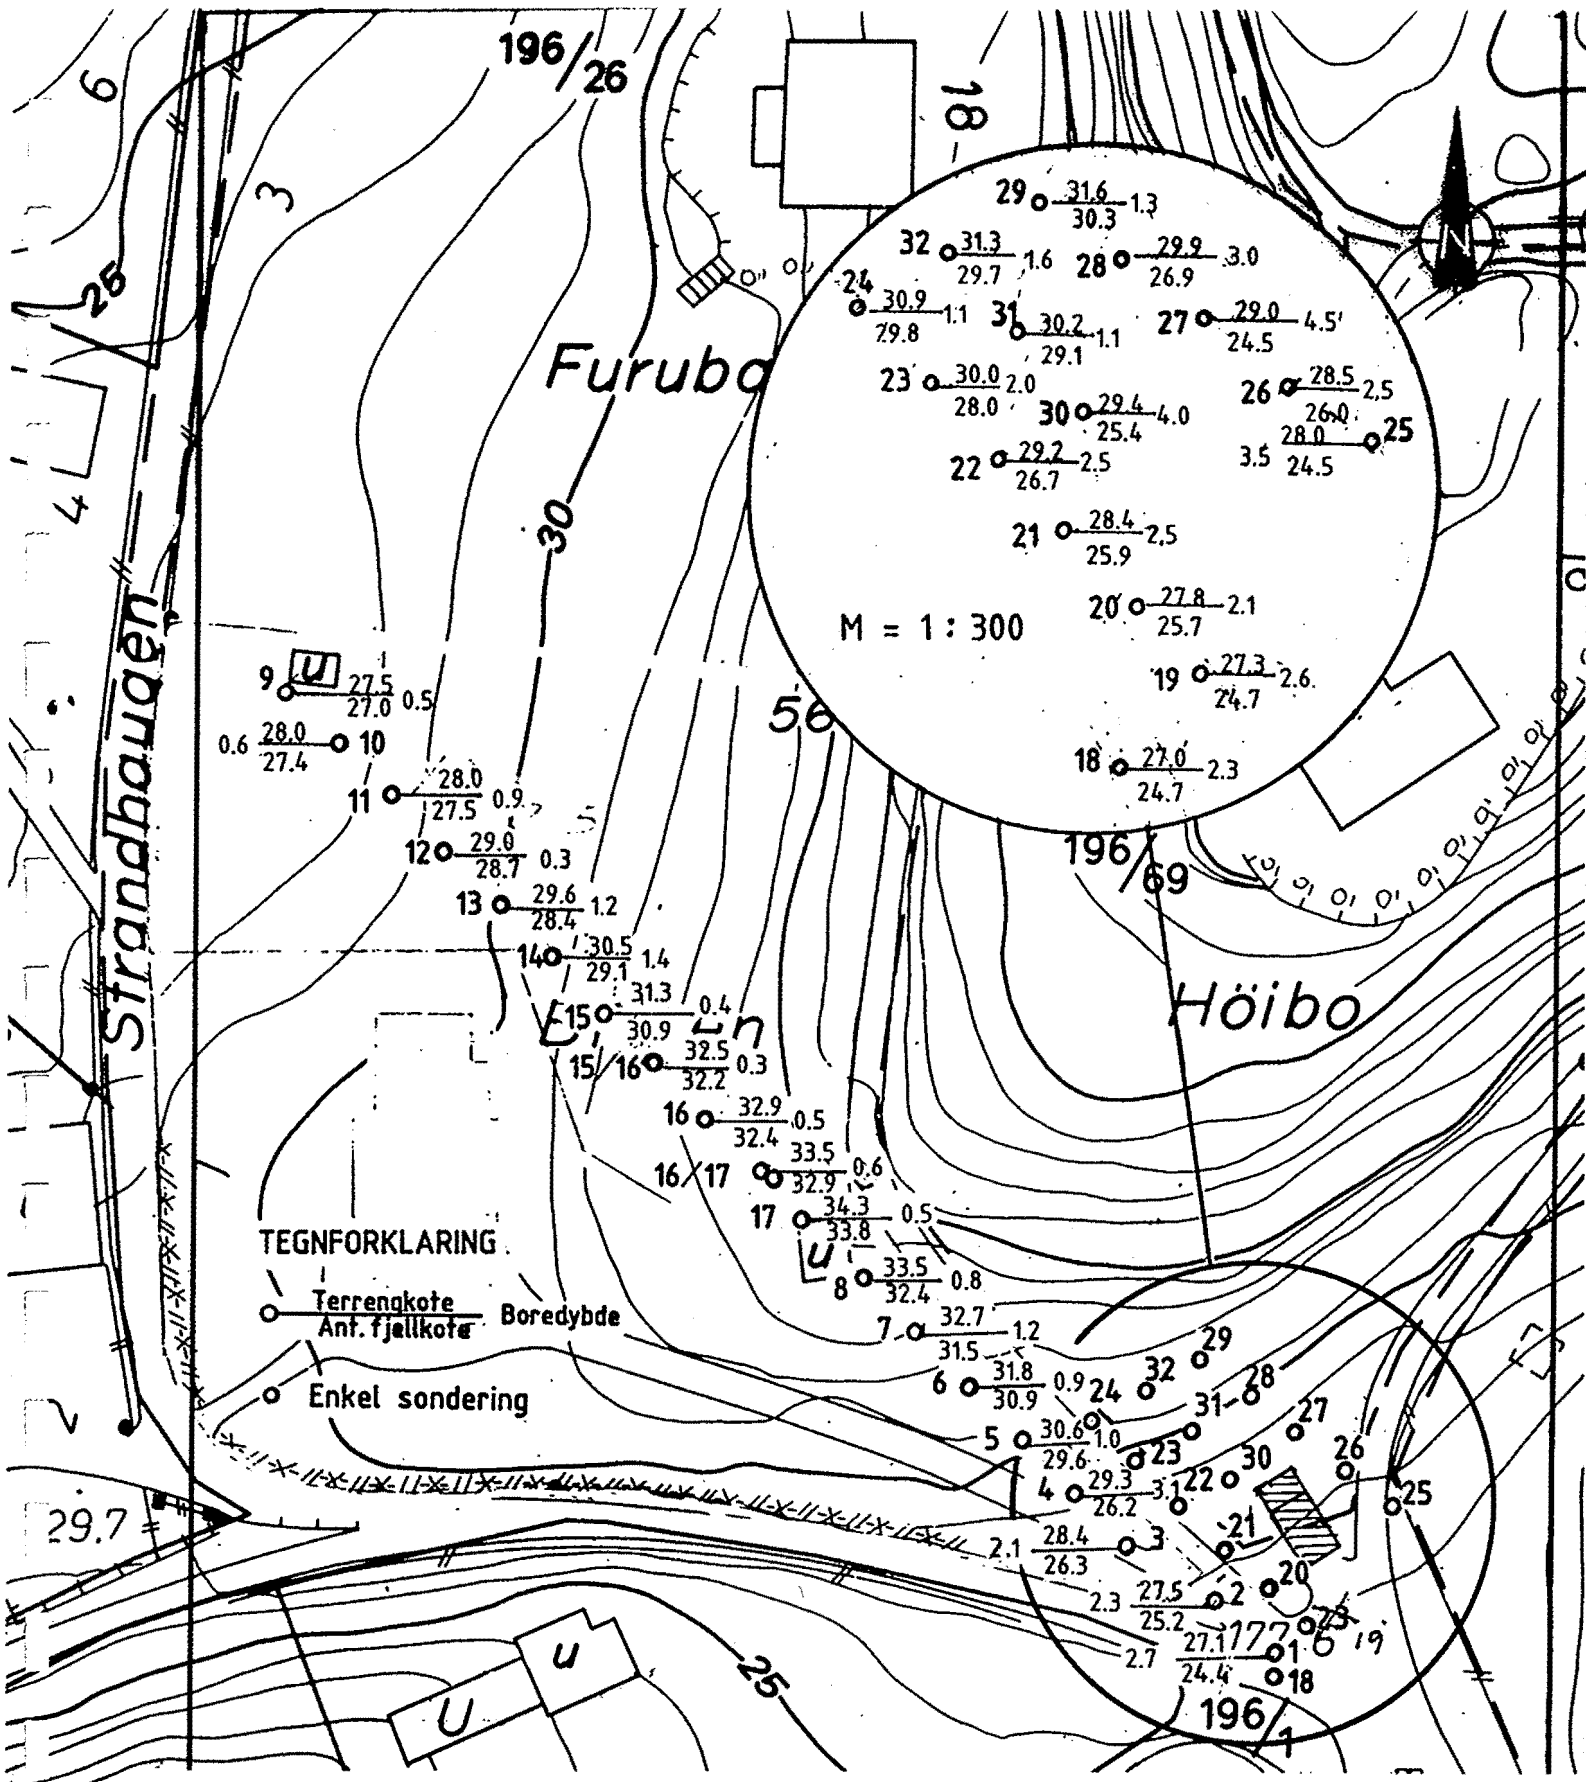 196/26
6
3
18
25
N
29 31.6 1.3
30.3
32 31.3 1.6
29.7
28 29.9 3.0
26.9
24 30.9 1.1
29.8
31 30.2 1.1
29.1
27 29.0 4.5
24.5
Furubo
23 30.0 2.0
28.0
26 28.5 2,5
26.0
30 29.4 4.0
25.4
25 28.0 3.5
24.5
22 29.2 2.5
26.7
4
30
21 28.4 2,5
25.9
20 27.8 2.1
25.7
M = 1:300
Strandhaugen
u
9 27.5 0.5
27.0
19 27.3 2.6
24.7
56
0.6 28.0 10
27.4
18 27.0 2.3
24.7
11 28.0 0.9
27.5
12 29.0 0.3
28.7
196/69
13 29.6 1.2
28.4
14 30.5 1.4
29.1
Höibo
15 31.3 0.4
30.9
15/16 32.5 0.3
32.2
16 32.9 0.5
32.4
16/17 33.5 0.6
32.9
17 34.3 0.5
33.8
u
TEGNFORKLARING
8 33.5 0.8
32.4
Terrengkote Boredybde
Ant. fjellkote
7 32.7 1.2
31.5
29
6 31.8 0.9
30.9
32
28
Enkel sondering
24
31
27
2
5 30.6 1.0
29.6
23
26
30
4 29.3 3.1
26.2
22
25
29.7
2.1 28.4 3
26.3
21
20
2.3 27.5 2
25.2
19
2.7 27.1 1
24.4
18
u
25
U
196/1